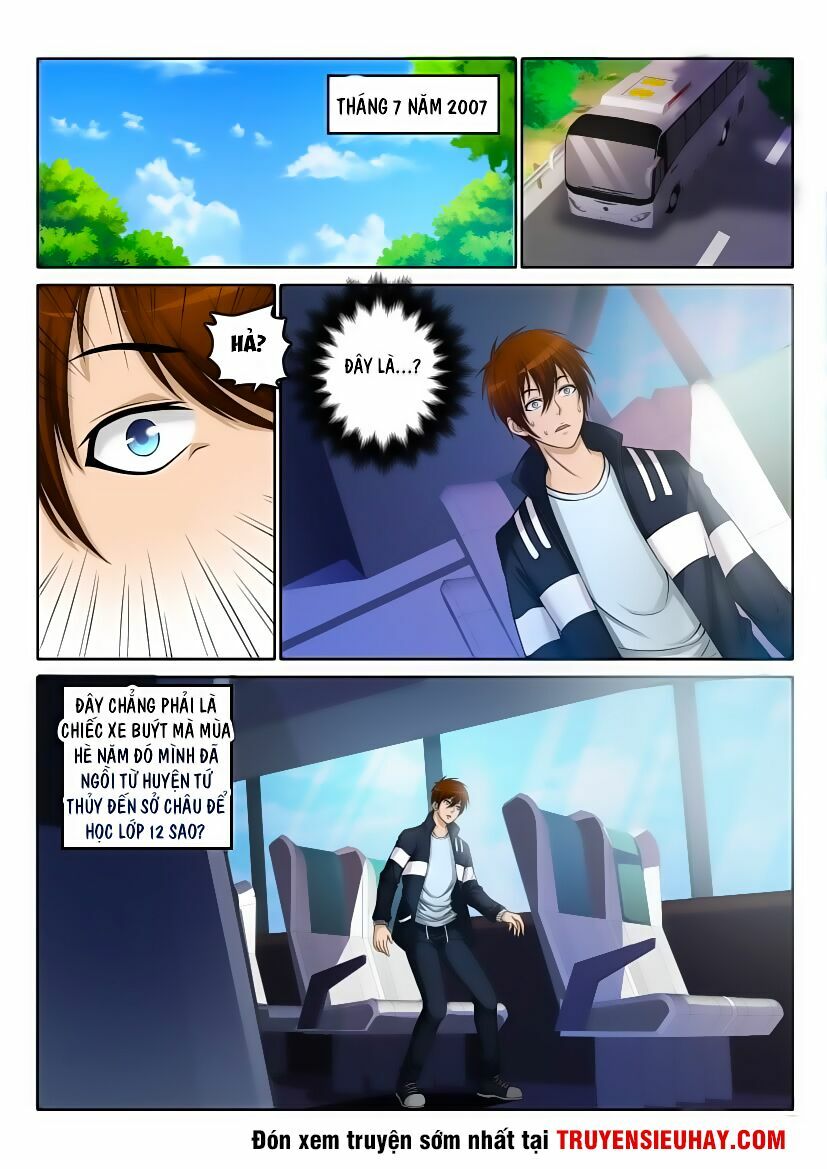 THÁNG 7 NĂM 2007
HẢ?
ĐÂY LÀ...?
ĐÂY CHẲNG PHẢI LÀ
CHIẾC XE BUÝT MÀ MÙA
HÈ NĂM ĐÓ MÌNH ĐÃ
NGỒI TỪ HUYỆN TỨ
THỦY ĐẾN SỞ CHÂU ĐỂ
HỌC LỚP 12 SAO?
Đón xem truyện sớm nhất tại TRUYENSIEUHAY.COM